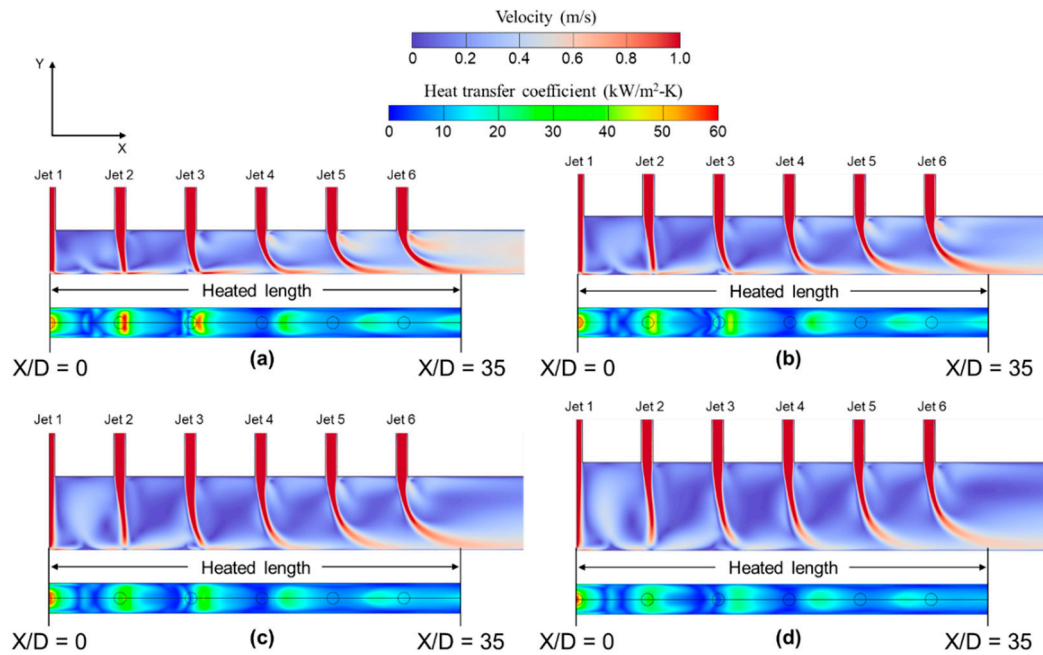 Velocity (m/s)
0 0.2 0.4 0.6 0.8 1.0
Heat transfer coefficient (kW/m²-K)
0 10 20 30 40 50 60
Y
X
Jet 1 Jet 2 Jet 3 Jet 4 Jet 5 Jet 6
Heated length
(a)
X/D = 0 X/D = 35
Jet 1 Jet 2 Jet 3 Jet 4 Jet 5 Jet 6
Heated length
(b)
X/D = 0 X/D = 35
Jet 1 Jet 2 Jet 3 Jet 4 Jet 5 Jet 6
Heated length
(c)
X/D = 0 X/D = 35
Jet 1 Jet 2 Jet 3 Jet 4 Jet 5 Jet 6
Heated length
(d)
X/D = 0 X/D = 35